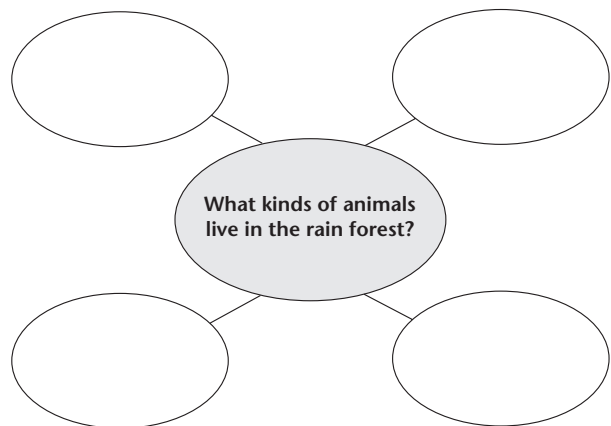 What kinds of animals
live in the rain forest?